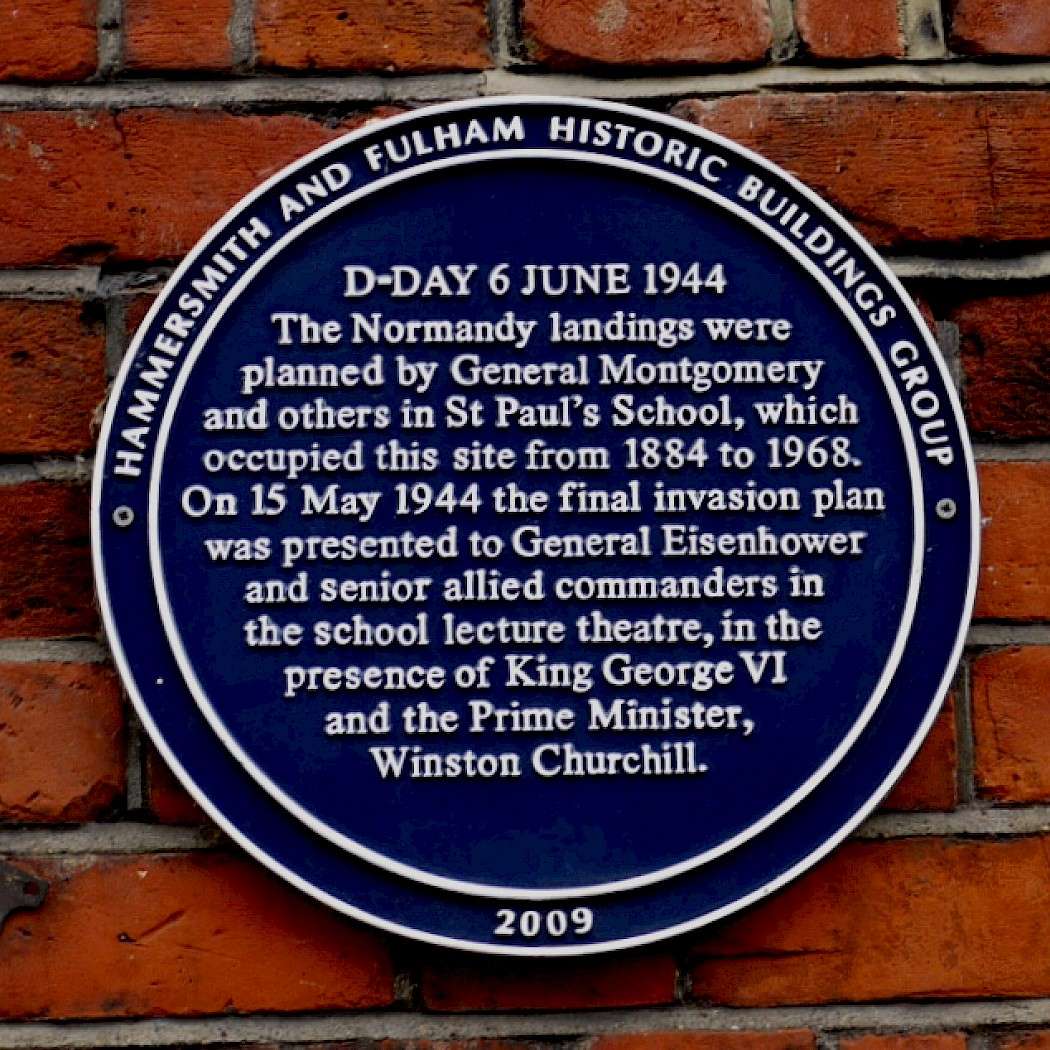 HAMMERSMITH AND FULHAM HISTORIC BUILDINGS GROUP
D-DAY 6 JUNE 1944
The Normandy landings were
planned by General Montgomery
and others in St Paul's School, which
occupied this site from 1884 to 1968.
On 15 May 1944 the final invasion plan
was presented to General Eisenhower
and senior allied commanders in
the school lecture theatre, in the
presence of King George VI
and the Prime Minister,
Winston Churchill.
2009